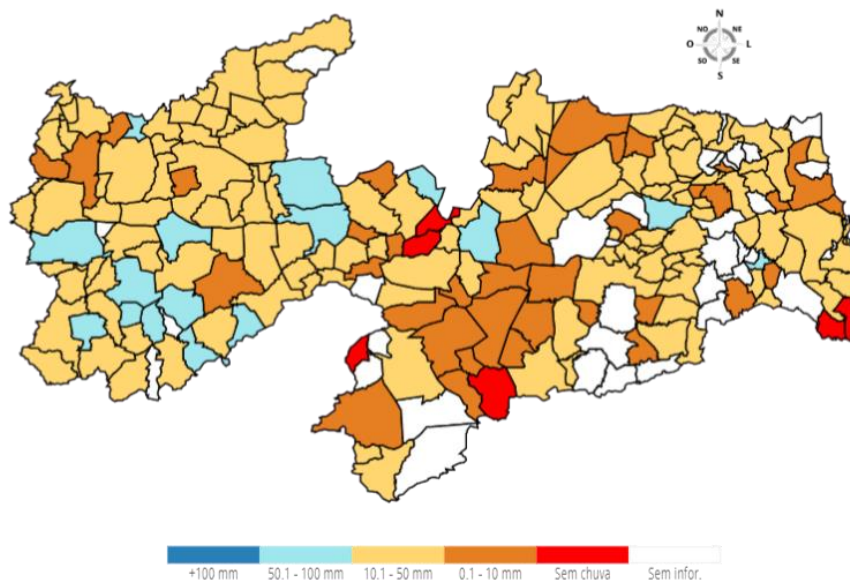 N
NO NE
O L
SO SE
S
+100 mm 50.1 - 100 mm 10.1 - 50 mm 0.1 - 10 mm Sem chuva Sem infor.